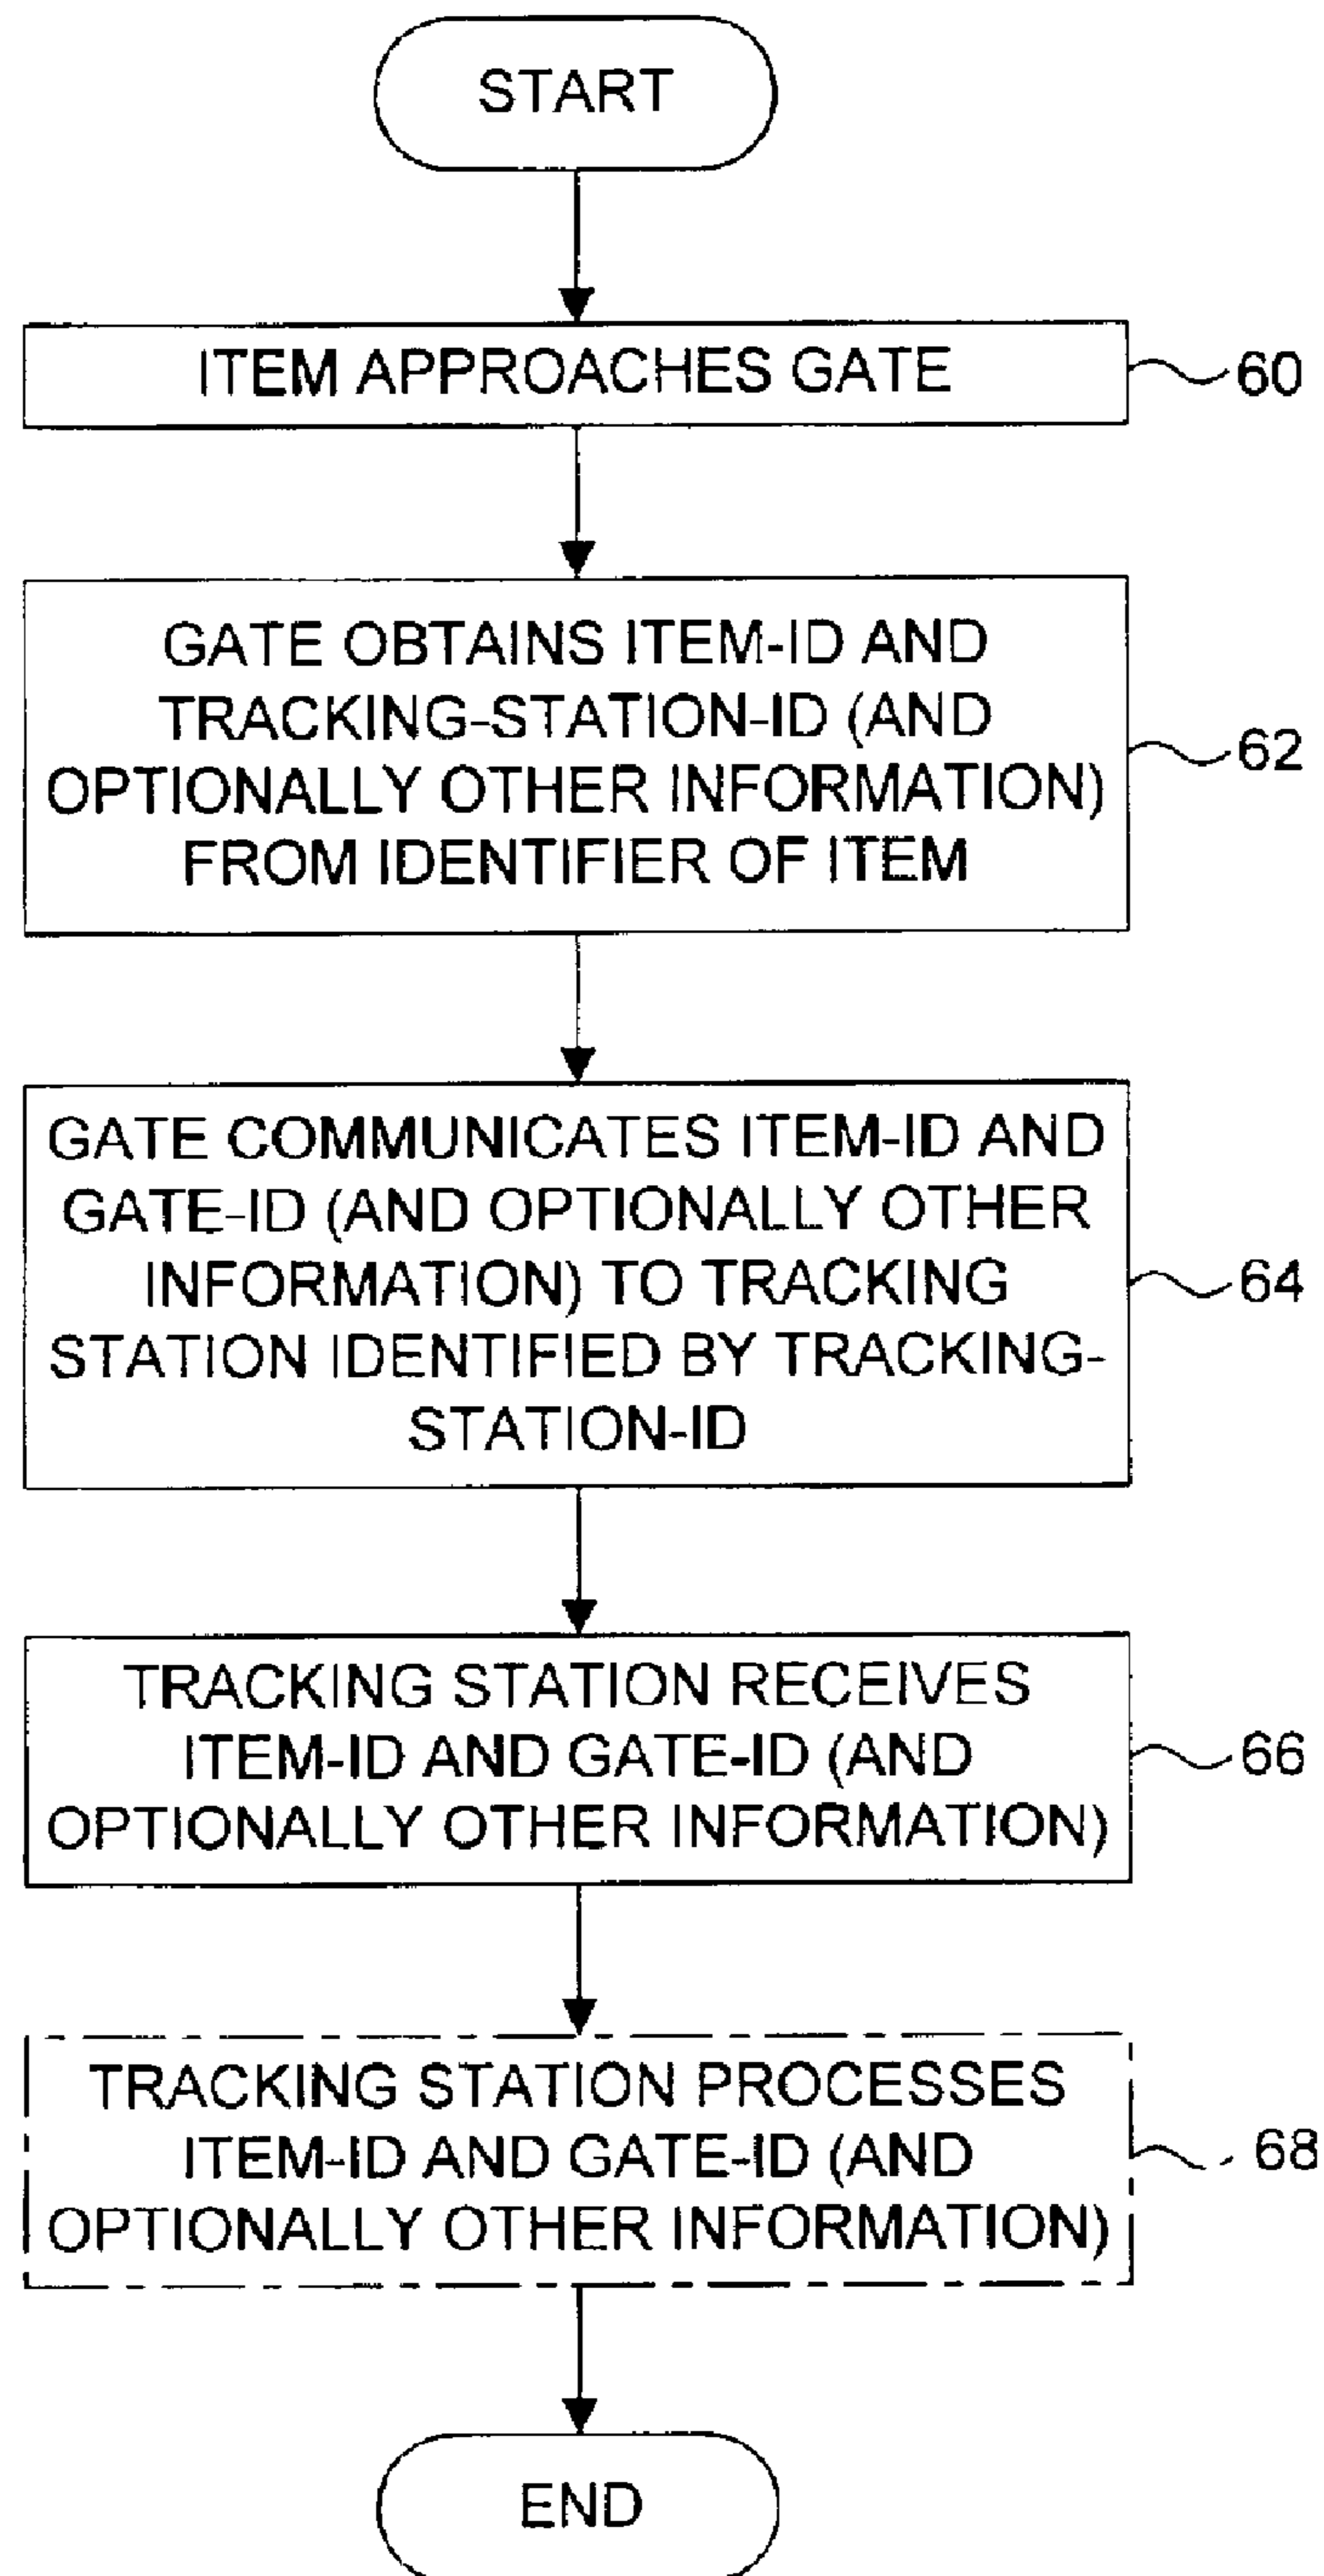 START
ITEM APPROACHES GATE
60
GATE OBTAINS ITEM-ID AND
TRACKING-STATION-ID (AND
OPTIONALLY OTHER INFORMATION)
FROM IDENTIFIER OF ITEM
62
GATE COMMUNICATES ITEM-ID AND
GATE-ID (AND OPTIONALLY OTHER
INFORMATION) TO TRACKING
STATION IDENTIFIED BY TRACKING-
STATION-ID
64
TRACKING STATION RECEIVES
ITEM-ID AND GATE-ID (AND
OPTIONALLY OTHER INFORMATION)
66
TRACKING STATION PROCESSES
ITEM-ID AND GATE-ID (AND
OPTIONALLY OTHER INFORMATION)
68
END